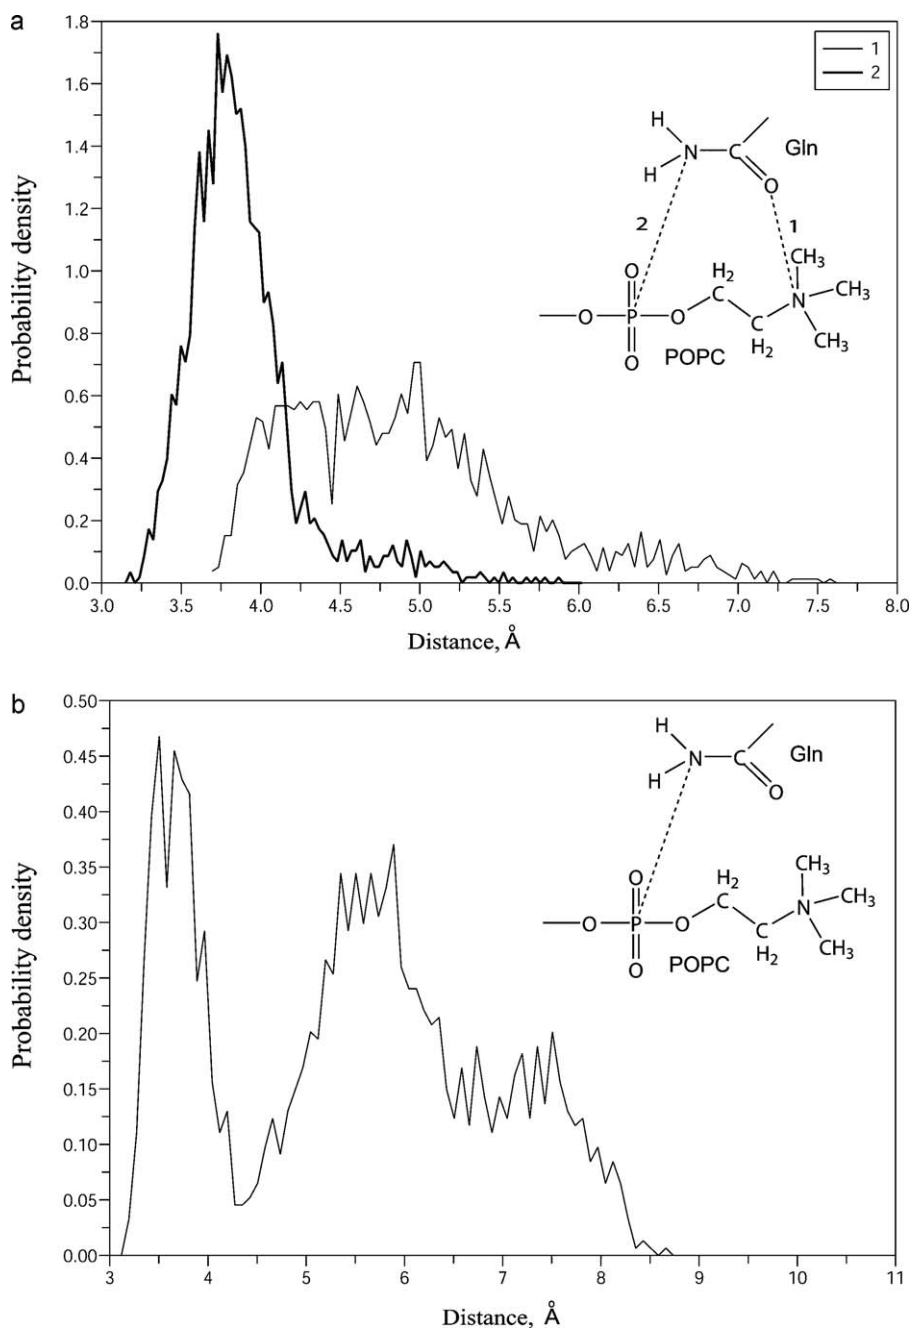 a
1.8
1.6
1.4
1.2
1.0
0.8
0.6
0.4
0.2
0.0
Probability density
3.0 3.5 4.0 4.5 5.0 5.5 6.0 6.5 7.0 7.5 8.0
Distance, Å
1
2
H
H N C Gln
O
2 1
O CH3
H2
C N CH3
O P O C CH3
O H2
POPC
b
0.50
0.45
0.40
0.35
0.30
0.25
0.20
0.15
0.10
0.05
0.00
Probability density
3 4 5 6 7 8 9 10 11
Distance, Å
H
N C Gln
H O
O CH3
H2
C N CH3
O P O C CH3
O H2
POPC